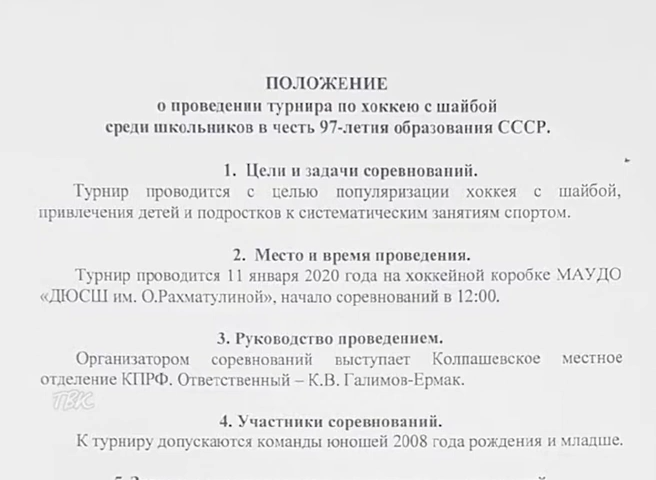 ПОЛОЖЕНИЕ
о проведении турнира по хоккею с шайбой
среди школьников в честь 97-летия образования СССР.
1. Цели и задачи соревнований.
Турнир проводится с целью популяризации хоккея с шайбой,
привлечения детей и подростков к систематическим занятиям спортом.
2. Место и время проведения.
Турнир проводится 11 января 2020 года на хоккейной коробке МАУДО
«ДЮСШ им. О.Рахматулиной», начало соревнований в 12:00.
3. Руководство проведением.
Организатором соревнований выступает Колпашевское местное
отделение КПРФ. Ответственный – К.В. Галимов-Ермак.
ТВК
4. Участники соревнований.
К турниру допускаются команды юношей 2008 года рождения и младше.